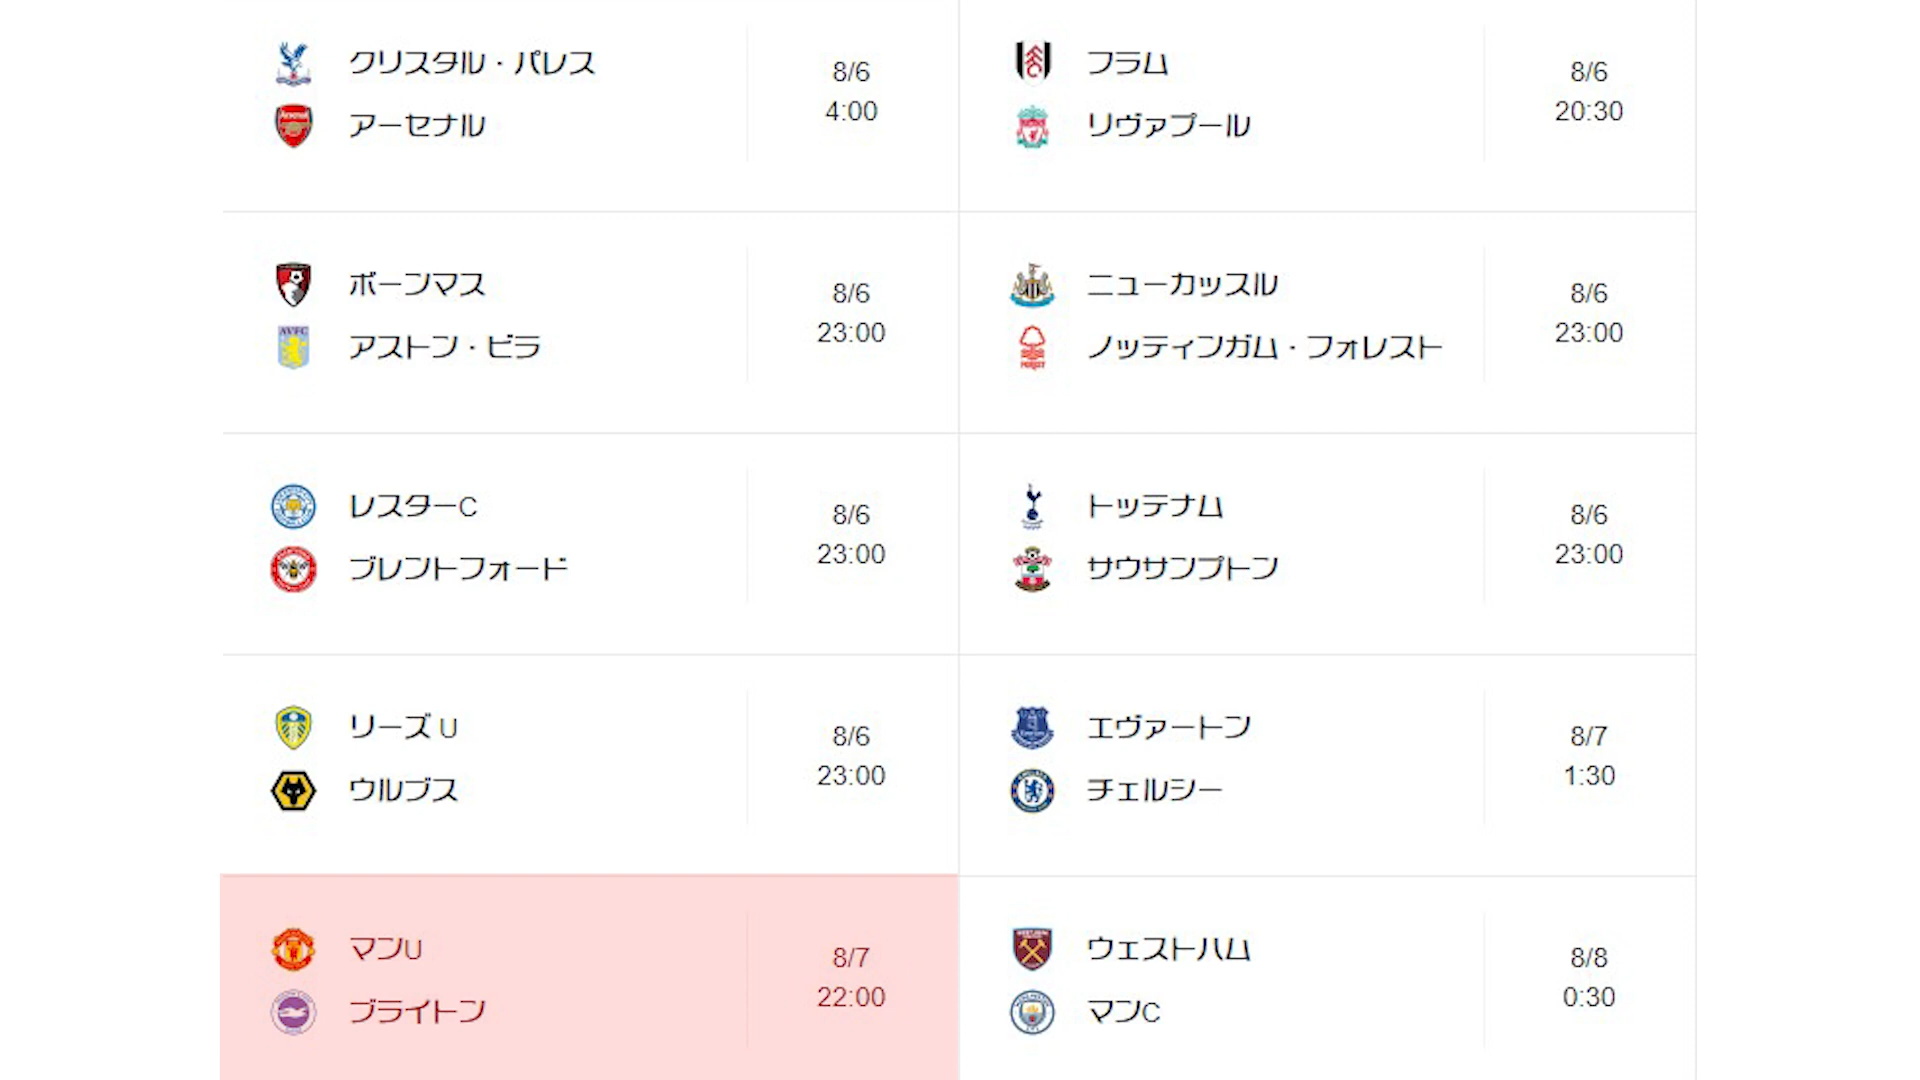 クリスタル・パレス
アーセナル
8/6
4:00
フラム
リヴァプール
8/6
20:30
ボーンマス
アストン・ビラ
8/6
23:00
ニューカッスル
ノッティンガム・フォレスト
8/6
23:00
レスターC
ブレントフォード
8/6
23:00
トッテナム
サウサンプトン
8/6
23:00
リーズ U
ウルブス
8/6
23:00
エヴァートン
チェルシー
8/7
1:30
マンU
ブライトン
8/7
22:00
ウェストハム
マンC
8/8
0:30
Arsenal
AVFC